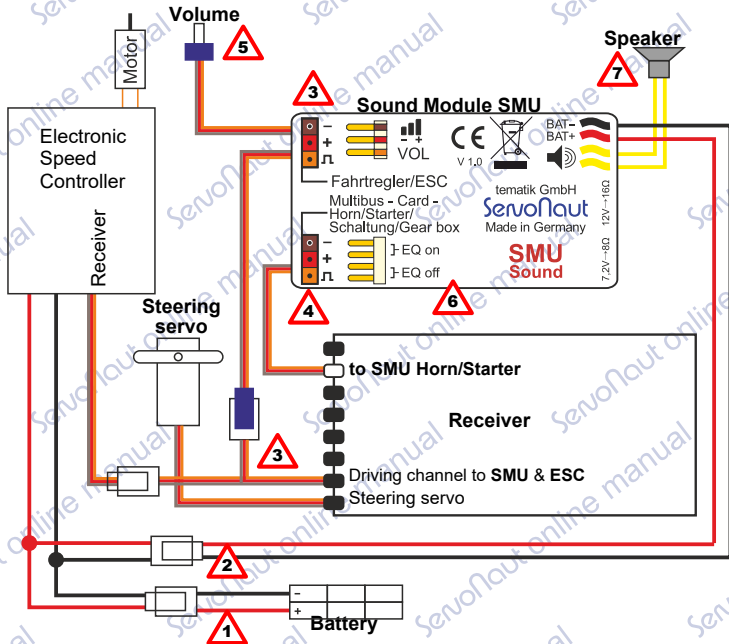 Volume
5
Motor
3
Speaker
7
Sound Module SMU
Electronic
Speed
Controller
Receiver
−
+
− +
VOL
CE
V 1.0
BAT−
BAT+
Fahrtregler/ESC
Multibus - Card -
Horn/Starter/
Schaltung/Gear box
−
+
EQ on
EQ off
tematik GmbH
ServoNaut
Made in Germany
SMU
Sound
12V→16Ω
7,2V→8Ω
4
6
Steering
servo
to SMU Horn/Starter
Receiver
3
Driving channel to SMU & ESC
Steering servo
2
−
+
Battery
1
ServoNaut online manual